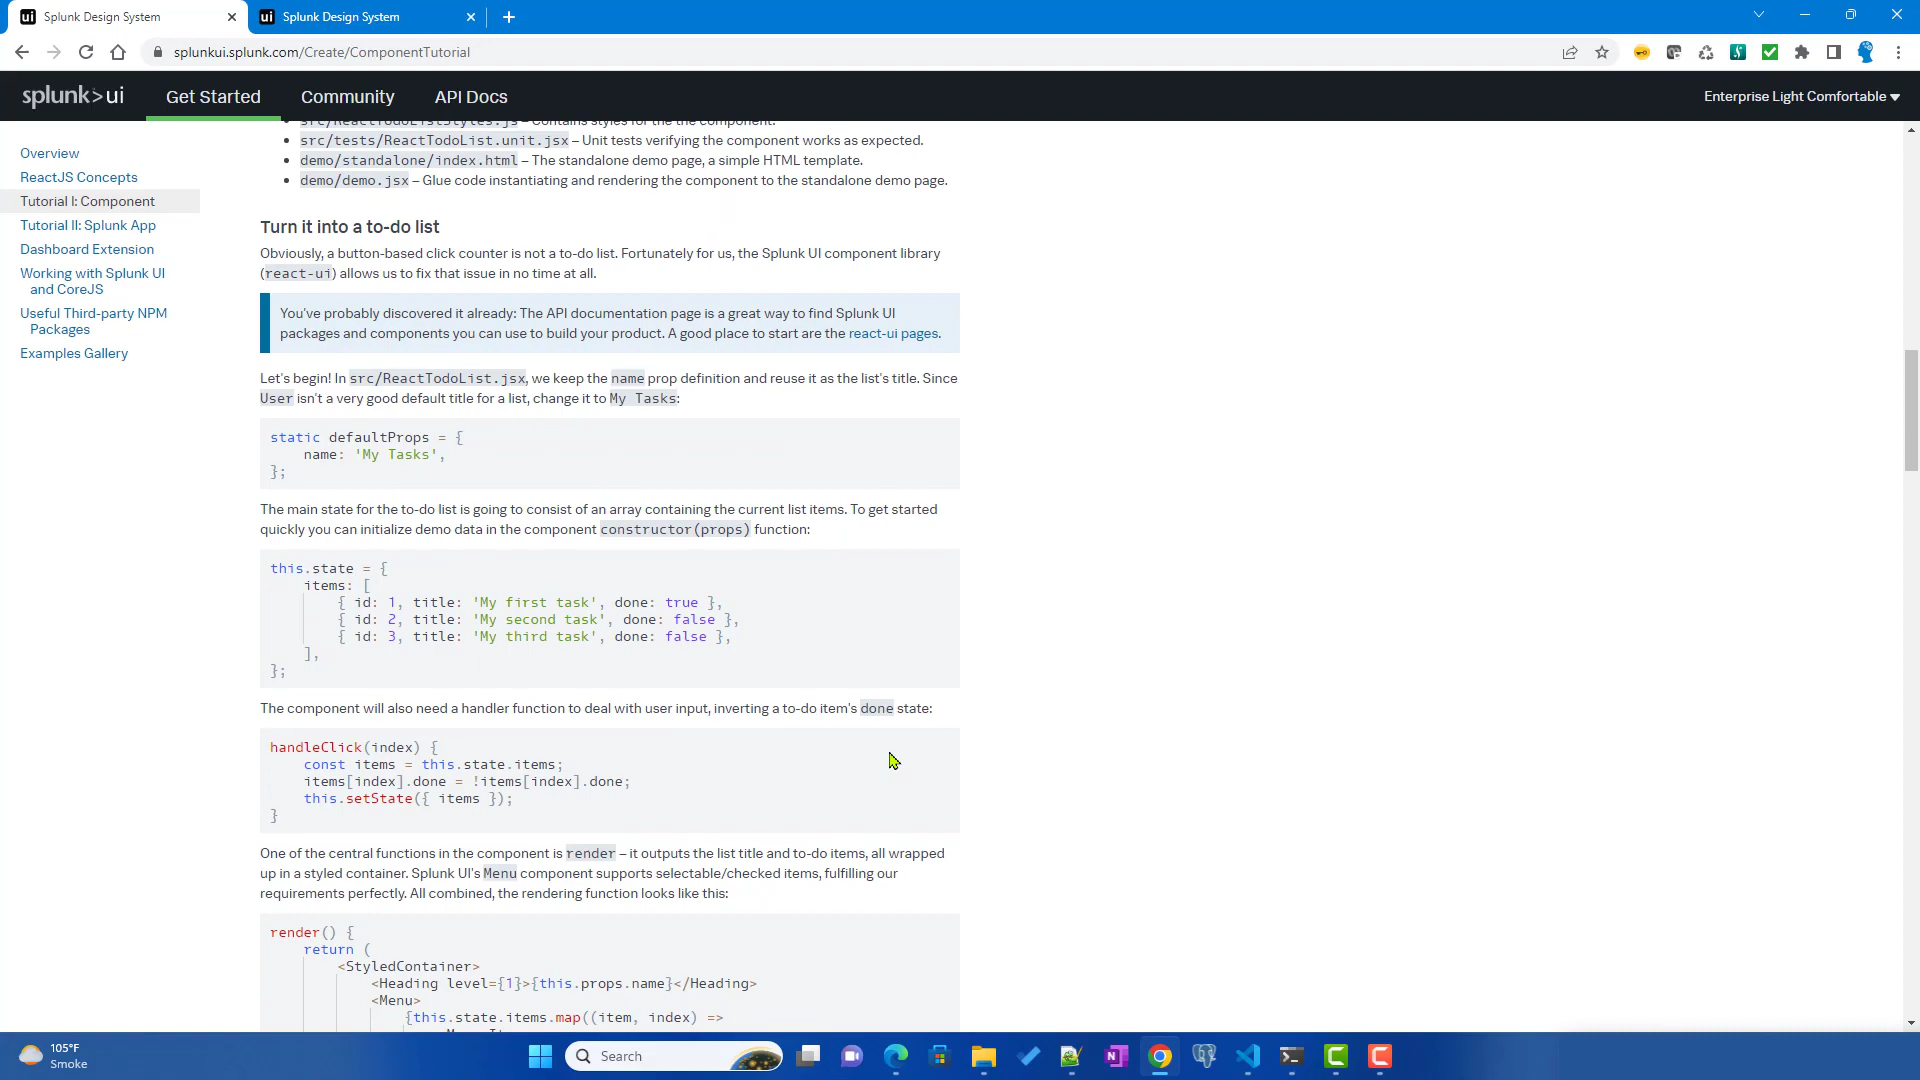 Splunk Design System
Splunk Design System
splunkui.splunk.com/Create/ComponentTutorial
splunk>ui
Get Started
Community
API Docs
Enterprise Light Comfortable
Overview
ReactJS Concepts
Tutorial I: Component
Tutorial II: Splunk App
Dashboard Extension
Working with Splunk UI
and CoreJS
Useful Third-party NPM
Packages
Examples Gallery
src/ReactTodoListStyles.js – Contains styles for the the component.
src/tests/ReactTodoList.unit.jsx – Unit tests verifying the component works as expected.
demo/standalone/index.html – The standalone demo page, a simple HTML template.
demo/demo.jsx – Glue code instantiating and rendering the component to the standalone demo page.
Turn it into a to-do list
Obviously, a button-based click counter is not a to-do list. Fortunately for us, the Splunk UI component library
(react-ui) allows us to fix that issue in no time at all.
You've probably discovered it already: The API documentation page is a great way to find Splunk UI
packages and components you can use to build your product. A good place to start are the react-ui pages.
Let's begin! In src/ReactTodoList.jsx, we keep the name prop definition and reuse it as the list's title. Since
User isn't a very good default title for a list, change it to My Tasks:
static defaultProps = {
name: 'My Tasks',
};
The main state for the to-do list is going to consist of an array containing the current list items. To get started
quickly you can initialize demo data in the component constructor(props) function:
this.state = {
items: [
{ id: 1, title: 'My first task', done: true },
{ id: 2, title: 'My second task', done: false },
{ id: 3, title: 'My third task', done: false },
],
};
The component will also need a handler function to deal with user input, inverting a to-do item's done state:
handleClick(index) {
const items = this.state.items;
items[index].done = !items[index].done;
this.setState({ items });
}
One of the central functions in the component is render – it outputs the list title and to-do items, all wrapped
up in a styled container. Splunk UI's Menu component supports selectable/checked items, fulfilling our
requirements perfectly. All combined, the rendering function looks like this:
render() {
return (
<StyledContainer>
<Heading level={1}>{this.props.name}</Heading>
<Menu>
{this.state.items.map((item, index) =>
105°F
Smoke
Search